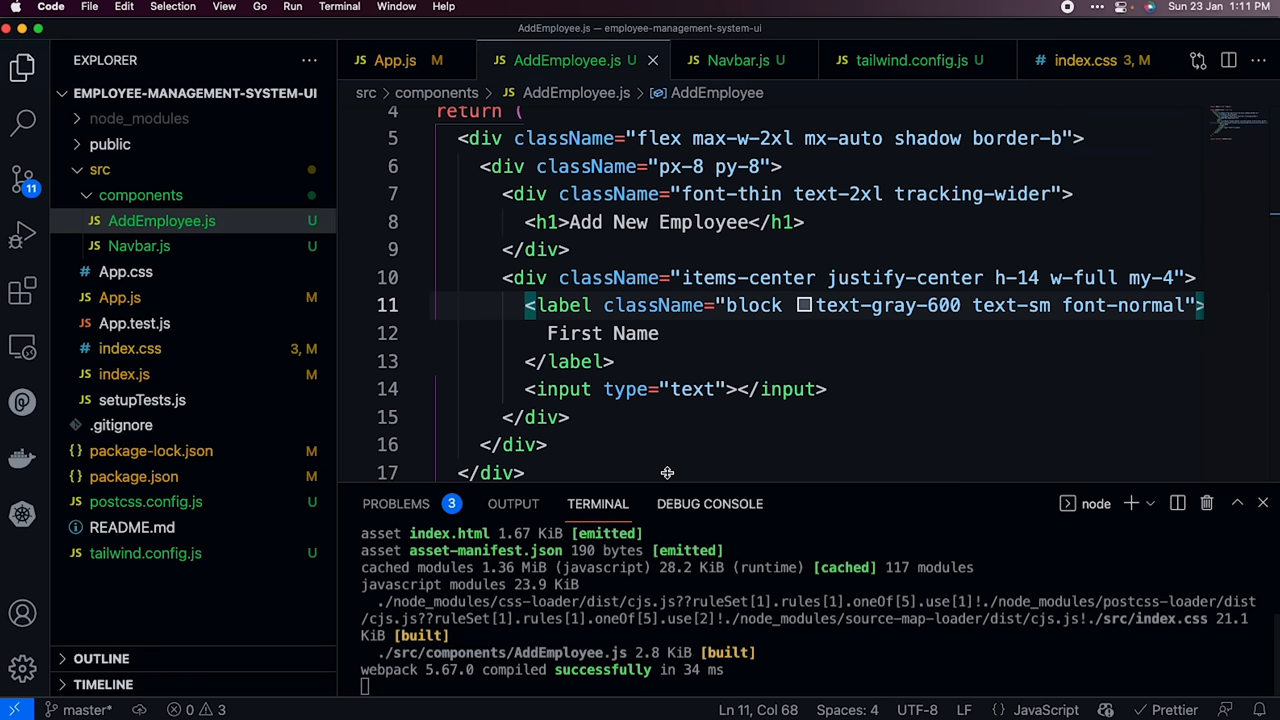 Code File Edit Selection View Go Run Terminal Window Help Sun 23 Jan 1:11 PM
AddEmployee.js — employee-management-system-ui
EXPLORER
EMPLOYEE-MANAGEMENT-SYSTEM-UI
node_modules
public
src
components
JS AddEmployee.js U
JS Navbar.js U
# App.css
JS App.js M
JS App.test.js
# index.css 3, M
JS index.js M
JS setupTests.js
.gitignore
{} package-lock.json M
{} package.json M
JS postcss.config.js U
README.md
JS tailwind.config.js U
OUTLINE
TIMELINE
11
JS App.js M JS AddEmployee.js U JS Navbar.js U JS tailwind.config.js U # index.css 3, M
src > components > JS AddEmployee.js > AddEmployee
4 return (
5 <div className="flex max-w-2xl mx-auto shadow border-b">
6 <div className="px-8 py-8">
7 <div className="font-thin text-2xl tracking-wider">
8 <h1>Add New Employee</h1>
9 </div>
10 <div className="items-center justify-center h-14 w-full my-4">
11 <label className="block text-gray-600 text-sm font-normal">
12 First Name
13 </label>
14 <input type="text"></input>
15 </div>
16 </div>
17 </div>
PROBLEMS 3 OUTPUT TERMINAL DEBUG CONSOLE node
asset index.html 1.67 KiB [emitted]
asset asset-manifest.json 190 bytes [emitted]
cached modules 1.36 MiB (javascript) 28.2 KiB (runtime) [cached] 117 modules
javascript modules 23.9 KiB
./node_modules/css-loader/dist/cjs.js??ruleSet[1].rules[1].oneOf[5].use[1]!./node_modules/postcss-loader/dist
/cjs.js??ruleSet[1].rules[1].oneOf[5].use[2]!./node_modules/source-map-loader/dist/cjs.js!./src/index.css 21.1
KiB [built]
./src/components/AddEmployee.js 2.8 KiB [built]
webpack 5.67.0 compiled successfully in 34 ms
master* 0 3 Ln 11, Col 68 Spaces: 4 UTF-8 LF {} JavaScript Prettier